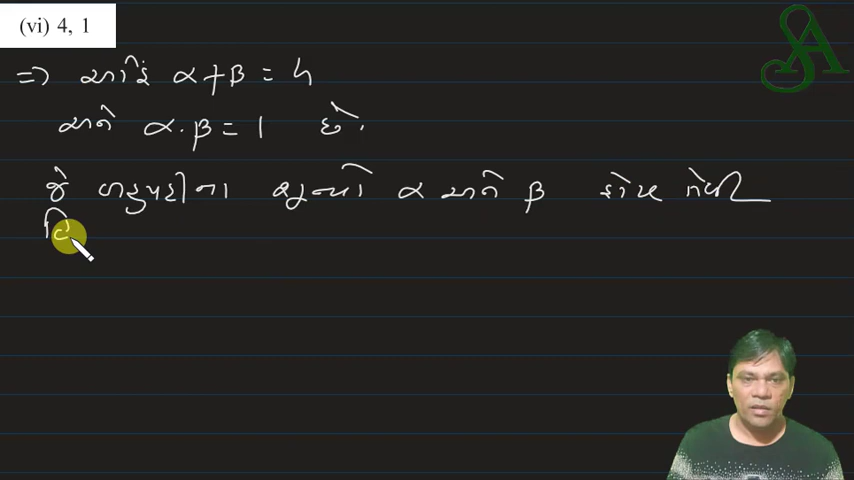 (vi) 4, 1
⇒ અહીં α + β = 4
અને α · β = 1 છે.
જે બહુપદીના શૂન્યો α અને β હોય તેવી
દ્વિ